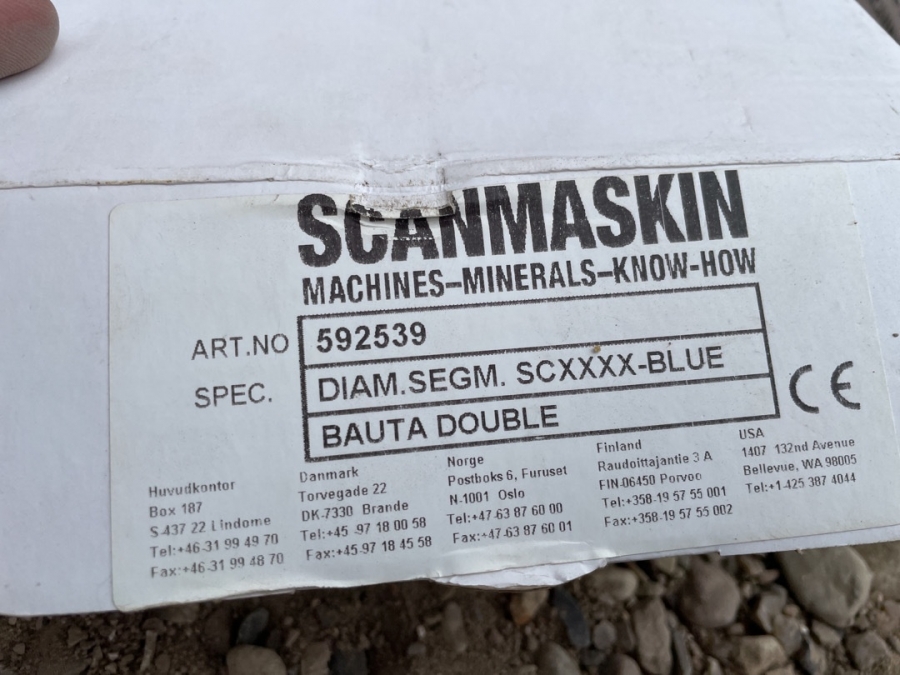 SCANMASKIN
MACHINES–MINERALS–KNOW-HOW
ART.NO 592539
SPEC. DIAM.SEGM. SCXXXX-BLUE
BAUTA DOUBLE
CE
Huvudkontor
Box 187
S-437 22 Lindome
Tel:+46-31 99 49 70
Fax:+46-31 99 48 70
Danmark
Torvegade 22
DK-7330 Brande
Tel:+45-97 18 00 58
Fax:+45-97 18 45 58
Norge
Postboks 6, Furuset
N-1001 Oslo
Tel:+47-63 87 60 00
Fax:+47-63 87 60 01
Finland
Raudoittajantie 3 A
FIN-06450 Porvoo
Tel:+358-19 57 55 001
Fax:+358-19 57 55 002
USA
1407 132nd Avenue
Bellevue, WA 98005
Tel:+1-425 387 4044